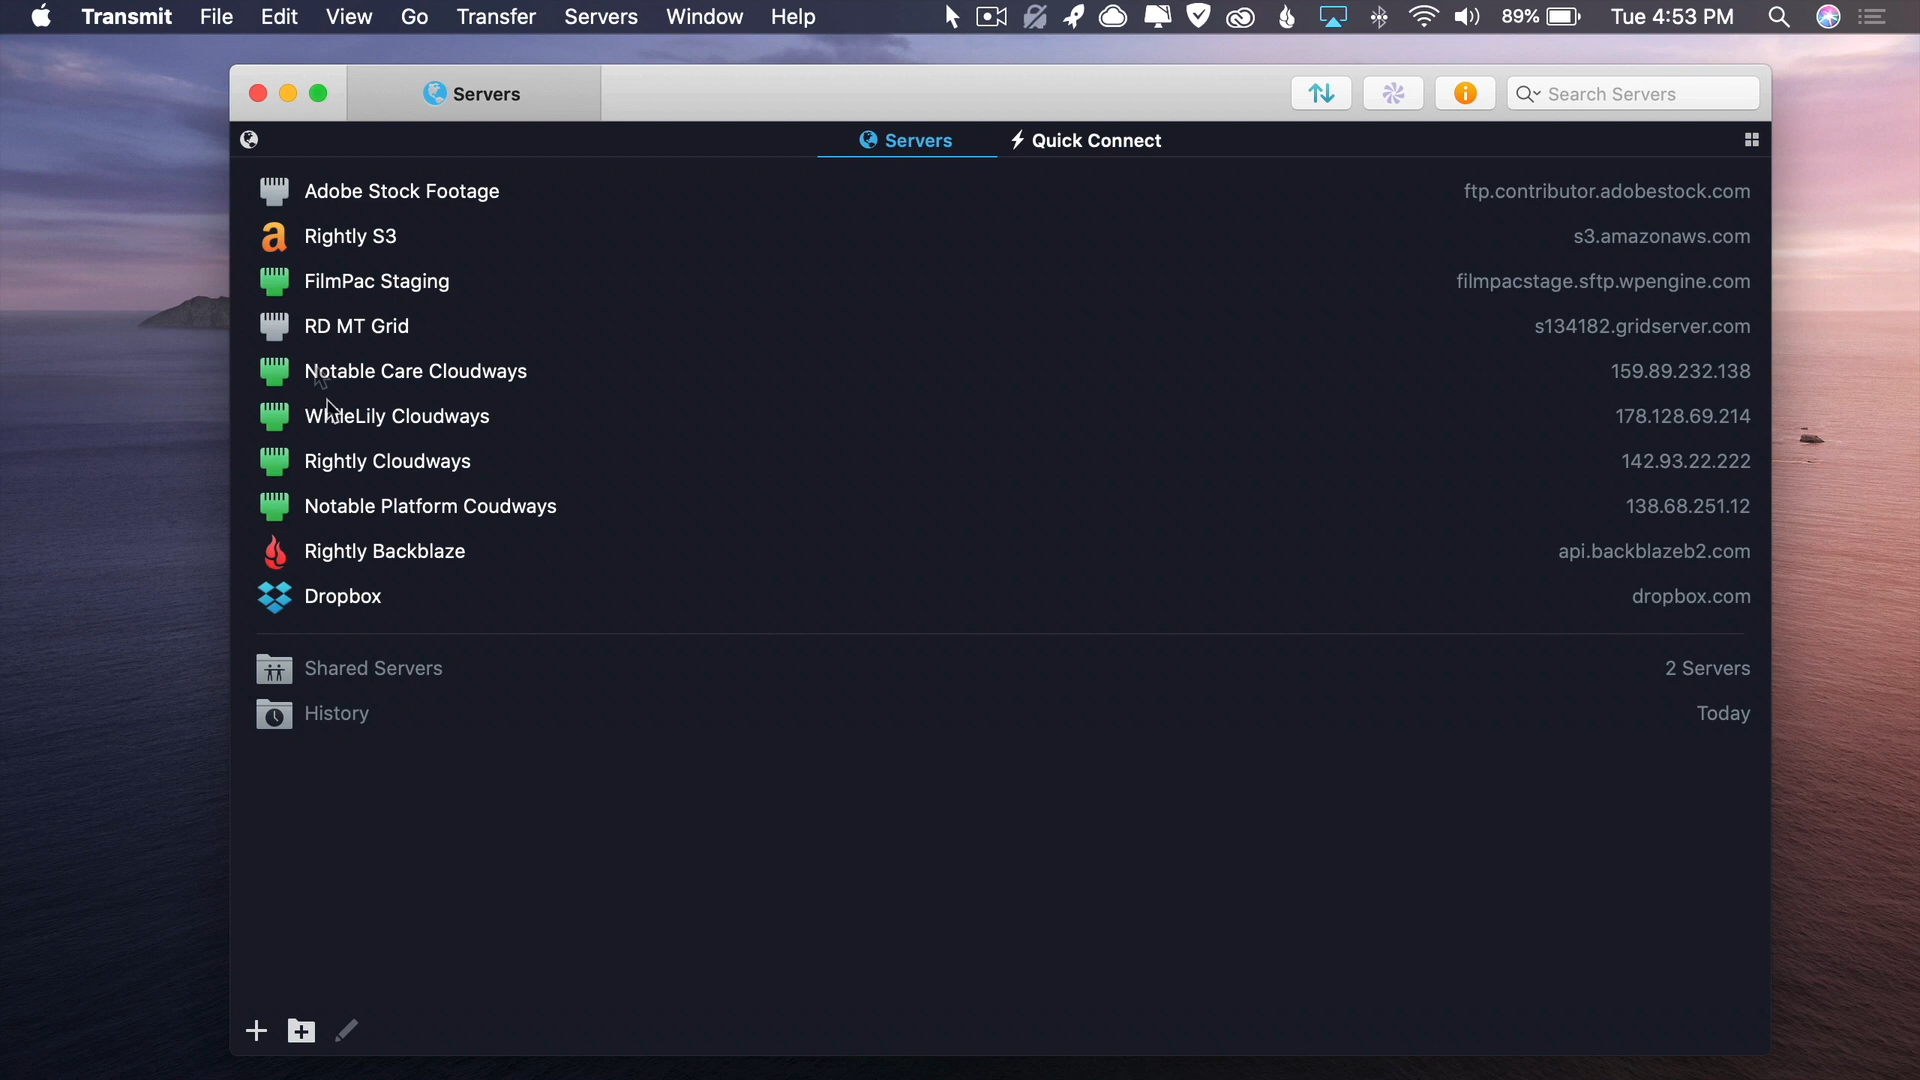 Transmit File Edit View Go Transfer Servers Window Help 89% Tue 4:53 PM
Servers Search Servers
Servers Quick Connect
Adobe Stock Footage ftp.contributor.adobestock.com
Rightly S3 s3.amazonaws.com
FilmPac Staging filmpacstage.sftp.wpengine.com
RD MT Grid s134182.gridserver.com
Notable Care Cloudways 159.89.232.138
WhileLily Cloudways 178.128.69.214
Rightly Cloudways 142.93.22.222
Notable Platform Coudways 138.68.251.12
Rightly Backblaze api.backblazeb2.com
Dropbox dropbox.com
Shared Servers 2 Servers
History Today